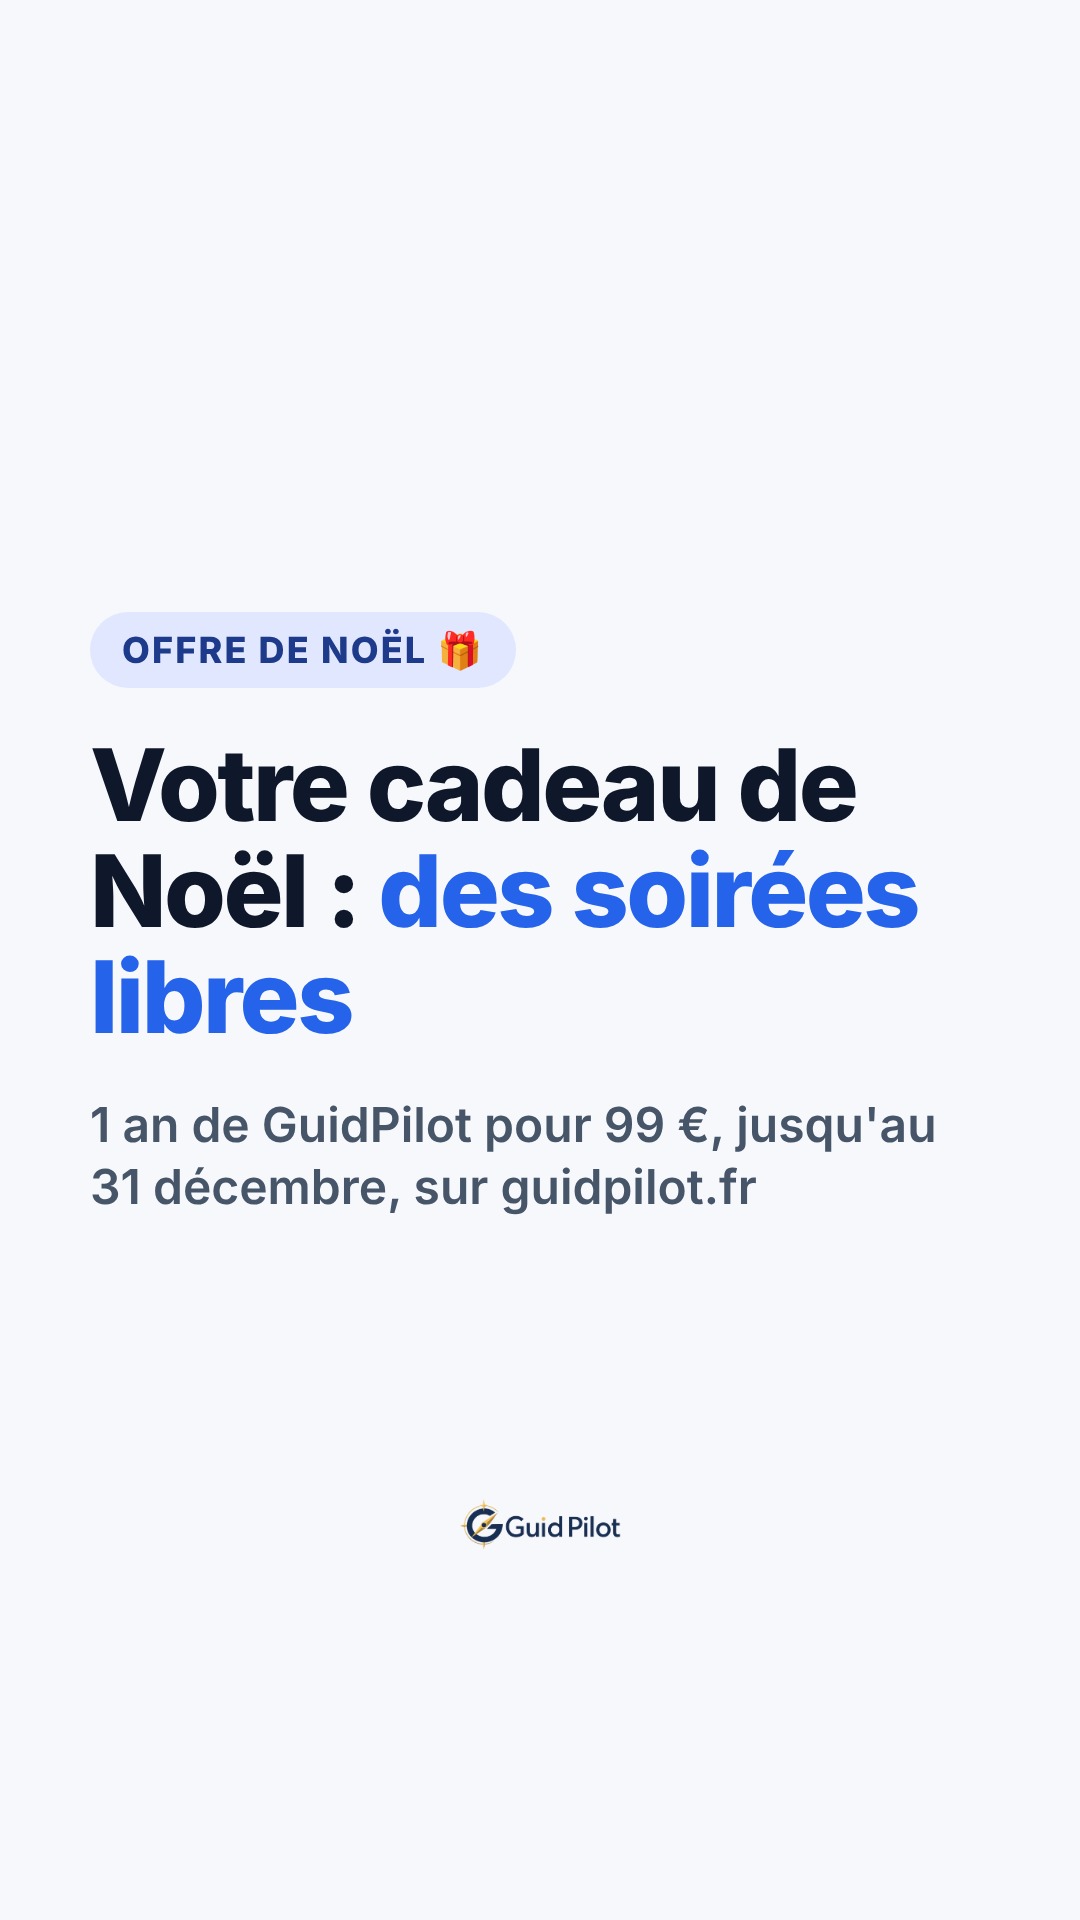 OFFRE DE NOËL 🎁
Votre cadeau de
Noël : des soirées
libres
1 an de GuidPilot pour 99 €, jusqu'au
31 décembre, sur guidpilot.fr
Guid Pilot